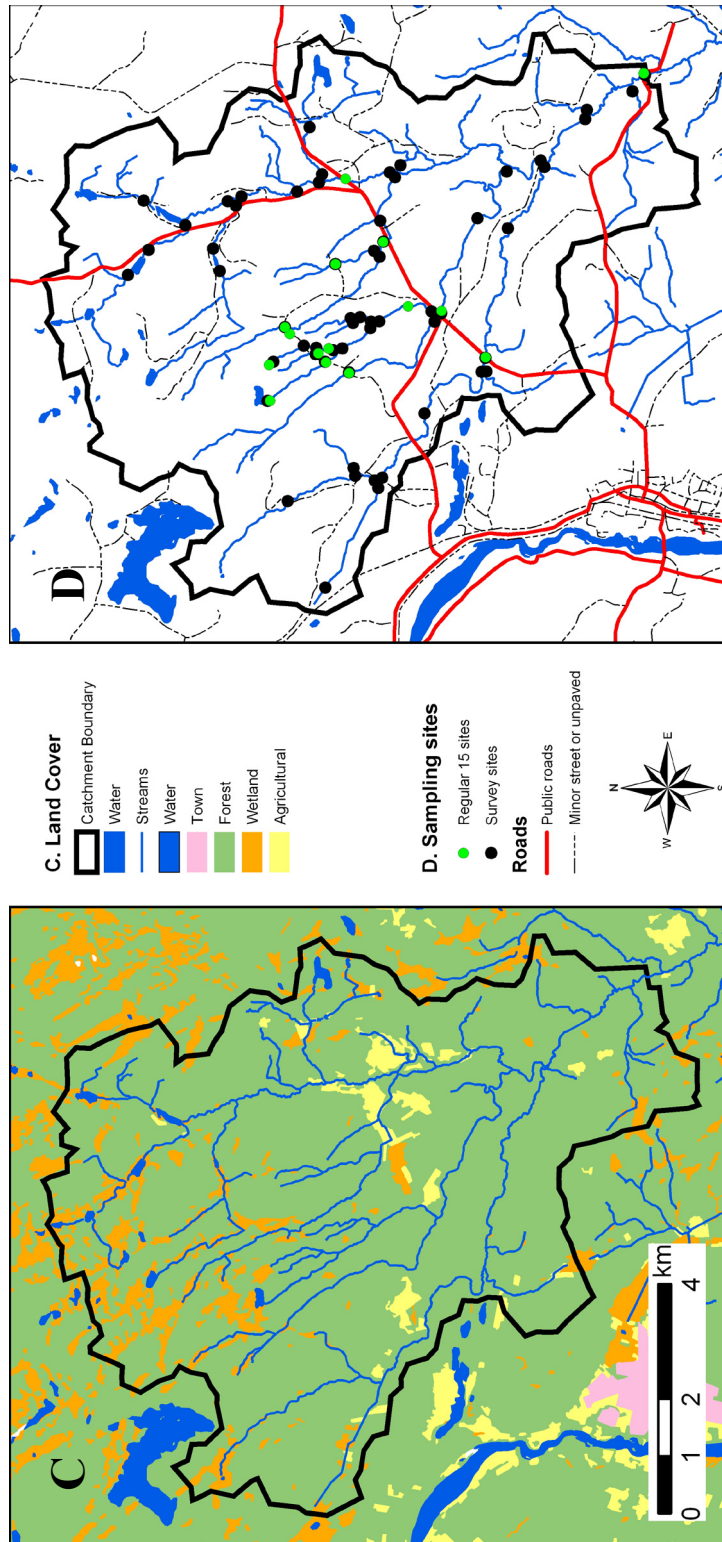 C
km
0
1
2
4
C. Land Cover
Catchment Boundary
Water
Streams
Water
Town
Forest
Wetland
Agricultural
D. Sampling sites
Regular 15 sites
Survey sites
Roads
Public roads
Minor street or unpaved
N
W
E
S
D